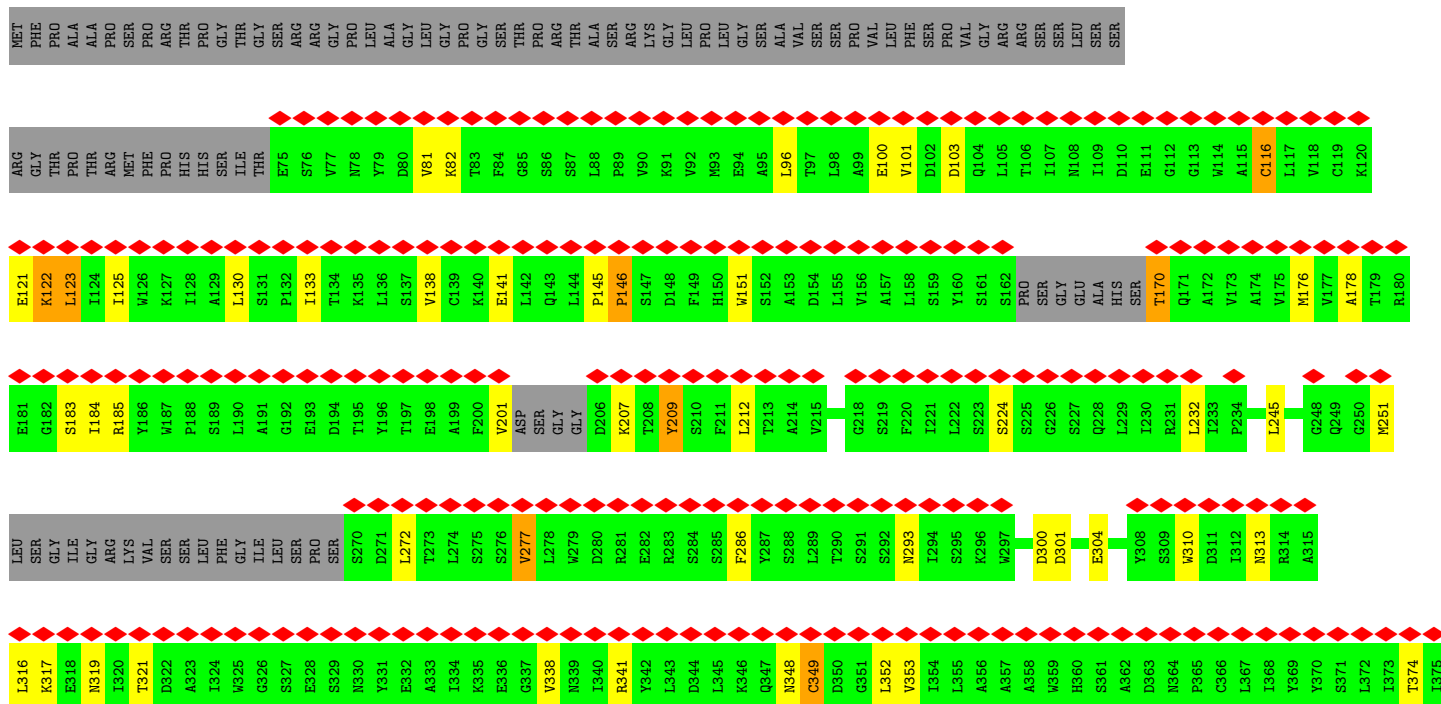 MET PHE PRO ALA ALA PRO SER PRO ARG THR PRO GLY THR GLY SER ARG ARG GLY PRO LEU ALA GLY LEU GLY PRO GLY SER THR PRO ARG THR ALA SER ARG LYS GLY LEU PRO LEU GLY SER ALA VAL SER SER PRO VAL LEU PHE SER PRO VAL GLY ARG ARG SER SER LEU SER SER
ARG GLY THR PRO THR ARG MET PHE PRO HIS HIS SER ILE THR E75 S76 V77 N78 Y79 D80 V81 K82 T83 F84 G85 S86 S87 L88 P89 V90 K91 V92 M93 E94 A95 L96 T97 L98 A99 E100 V101 D102 D103 Q104 L105 T106 I107 N108 I109 D110 E111 G112 G113 W114 A115 C116 L117 V118 C119 K120
E121 K122 L123 I124 I125 W126 K127 I128 A129 L130 S131 P132 I133 T134 K135 L136 S137 V138 C139 K140 E141 L142 Q143 L144 P145 P146 S147 D148 F149 H150 W151 S152 A153 D154 L155 V156 A157 L158 S159 Y160 S161 S162 PRO SER GLY GLU ALA HIS SER T170 Q171 A172 V173 A174 V175 M176 V177 A178 T179 R180
E181 G182 S183 I184 R185 Y186 W187 P188 S189 L190 A191 G192 E193 D194 T195 Y196 T197 E198 A199 F200 V201 ASP SER GLY GLY D206 K207 T208 Y209 S210 F211 L212 T213 A214 V215 G218 S219 F220 I221 L222 S223 S224 S225 G226 S227 Q228 L229 I230 R231 L232 I233 P234 L245 G248 Q249 G250 M251
LEU SER GLY ILE GLY ARG LYS VAL SER SER LEU PHE GLY ILE LEU SER PRO SER S270 D271 L272 T273 L274 S275 S276 V277 L278 W279 D280 R281 E282 R283 S284 S285 F286 Y287 S288 L289 T290 S291 S292 N293 I294 S295 K296 W297 D300 D301 E304 Y308 S309 W310 D311 I312 N313 R314 A315
L316 K317 E318 N319 I320 T321 D322 A323 I324 W325 G326 S327 E328 S329 N330 Y331 E332 A333 I334 K335 E336 G337 V338 N339 I340 R341 Y342 L343 D344 L345 K346 Q347 N348 C349 D350 G351 L352 V353 I354 L355 A356 A357 A358 W359 H360 S361 A362 D363 N364 P365 C366 L367 I368 Y369 Y370 S371 L372 I373 T374 I375